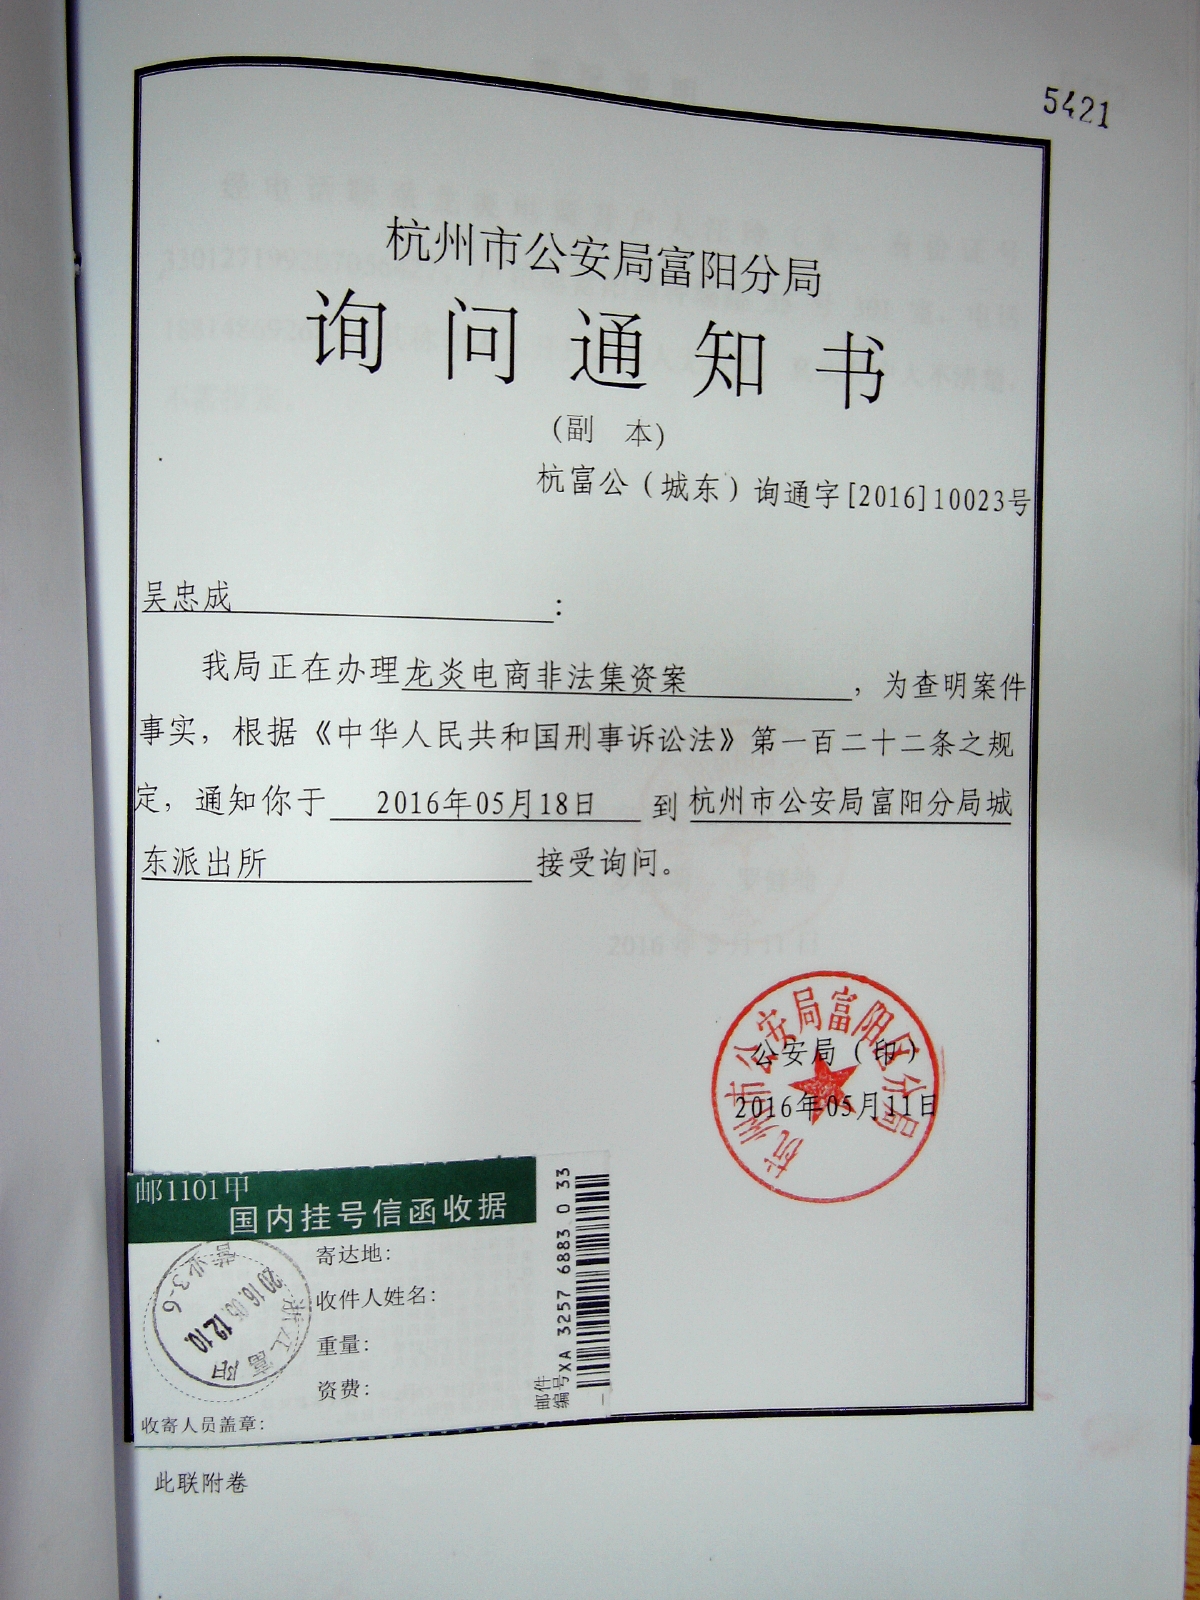 5421
杭州市公安局富阳分局
询问通知书
(副 本)
杭富公(城东)询通字[2016]10023号
吴忠成:
我局正在办理龙炎电商非法集资案,为查明案件
事实,根据《中华人民共和国刑事诉讼法》第一百二十二条之规
定,通知你于 2016年05月18日 到 杭州市公安局富阳分局城
东派出所 接受询问。
杭州市公安局富阳区分局
公安局(印)
2016年05月11日
邮1101甲
国内挂号信函收据
寄达地:
收件人姓名:
重量:
资费:
收寄人员盖章:
邮件
编号XA 3257 6883 0 33
浙江富阳
2016.05.12.10
营业3-6
此联附卷